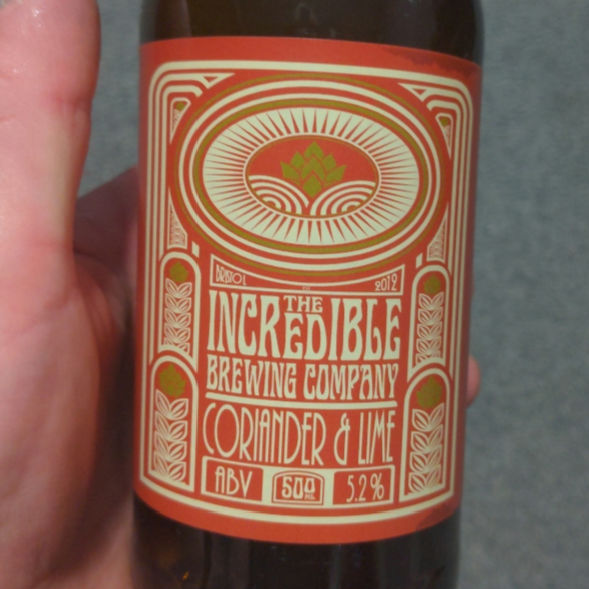 BRISTOL 2012
THE
INCREDIBLE
BREWING COMPANY
CORIANDER & LIME
ABV 500 ML 5.2%